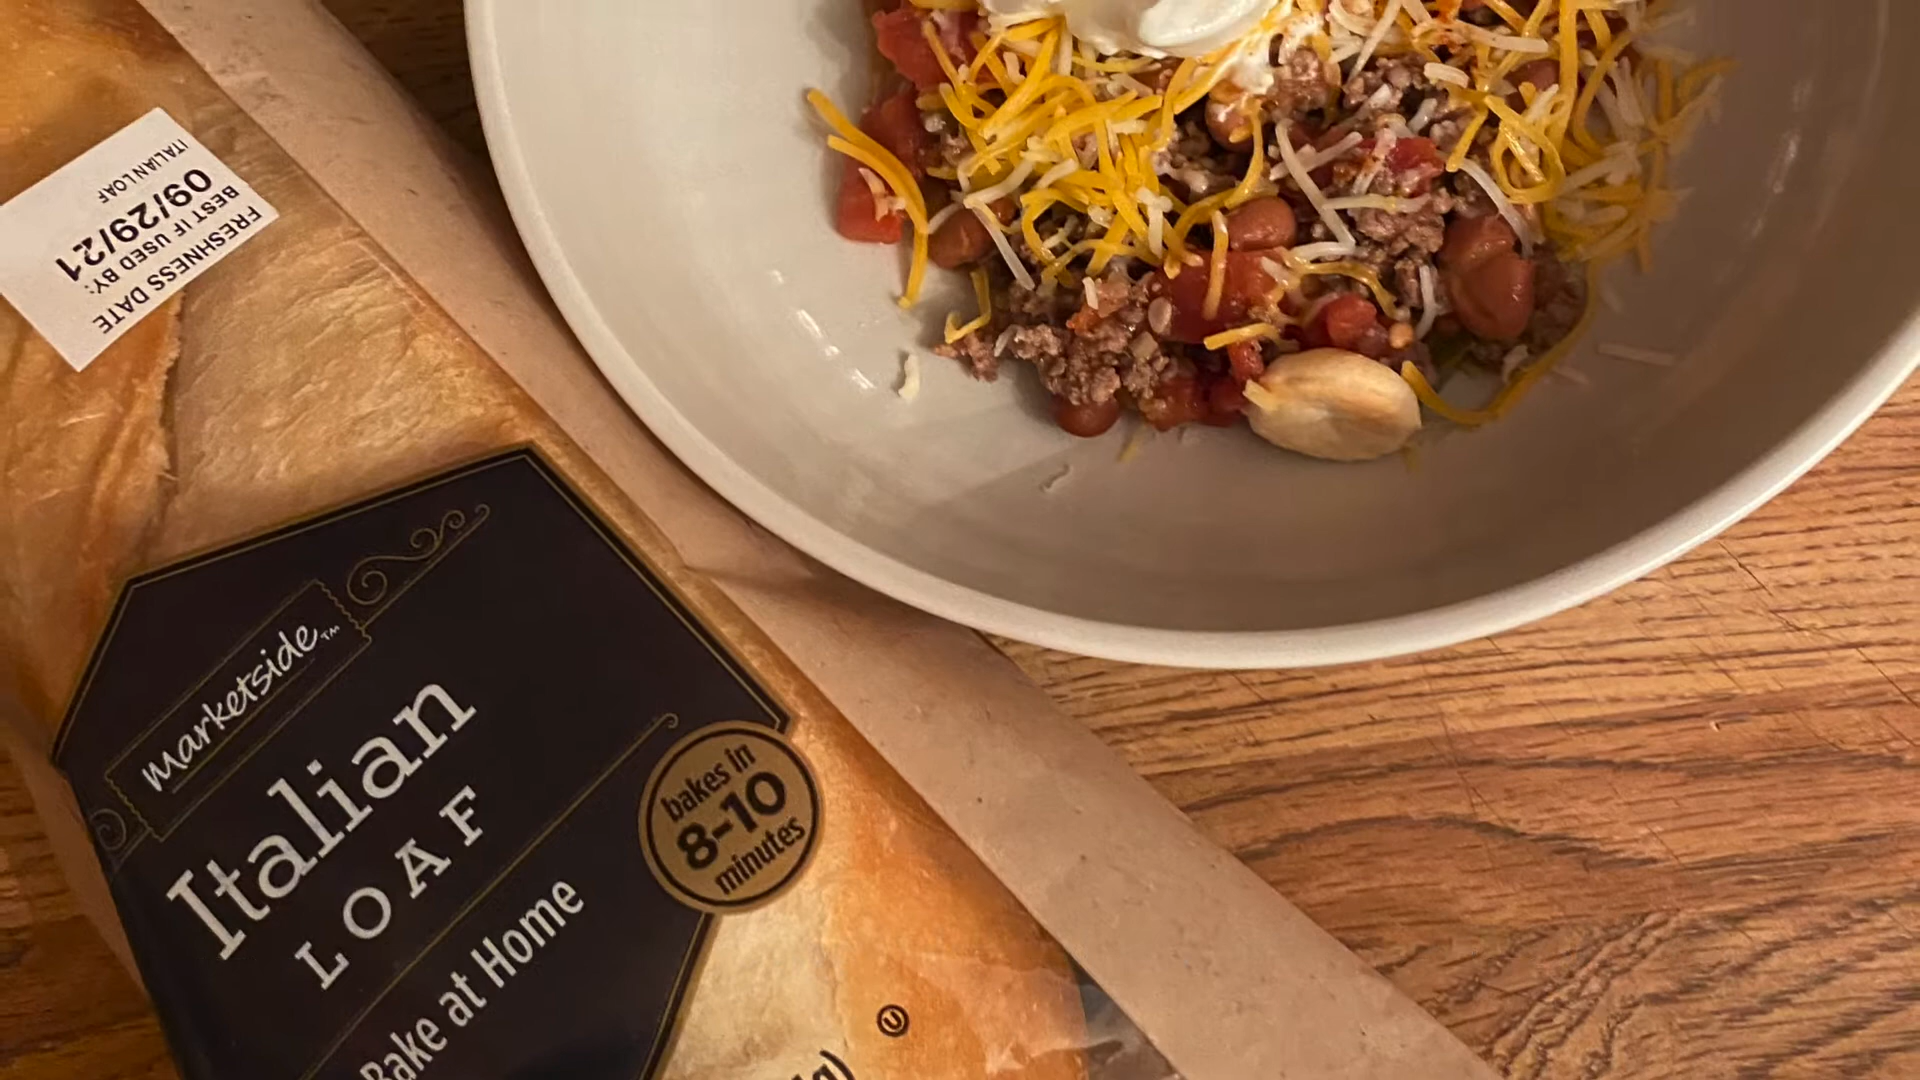 FRESHNESS DATE
BEST IF USED BY:
09/29/21
ITALIAN LOAF
Marketside™
Italian
LOAF
Bake at Home
bakes in
8-10
minutes
U
g)